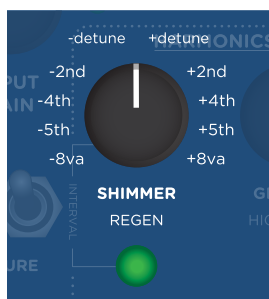 -detune +detune
HARMONICS
-2nd +2nd
-4th +4th
-5th +5th
-8va +8va
INTERVAL
SHIMMER
REGEN